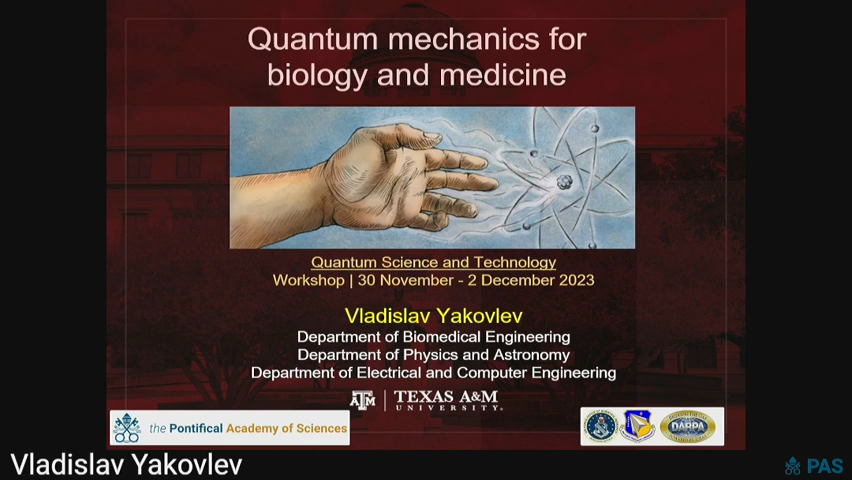 Quantum mechanics for
biology and medicine
Quantum Science and Technology
Workshop | 30 November - 2 December 2023
Vladislav Yakovlev
Department of Biomedical Engineering
Department of Physics and Astronomy
Department of Electrical and Computer Engineering
ATM | TEXAS A&M
UNIVERSITY.
the Pontifical Academy of Sciences
DARPA
Vladislav Yakovlev
PAS